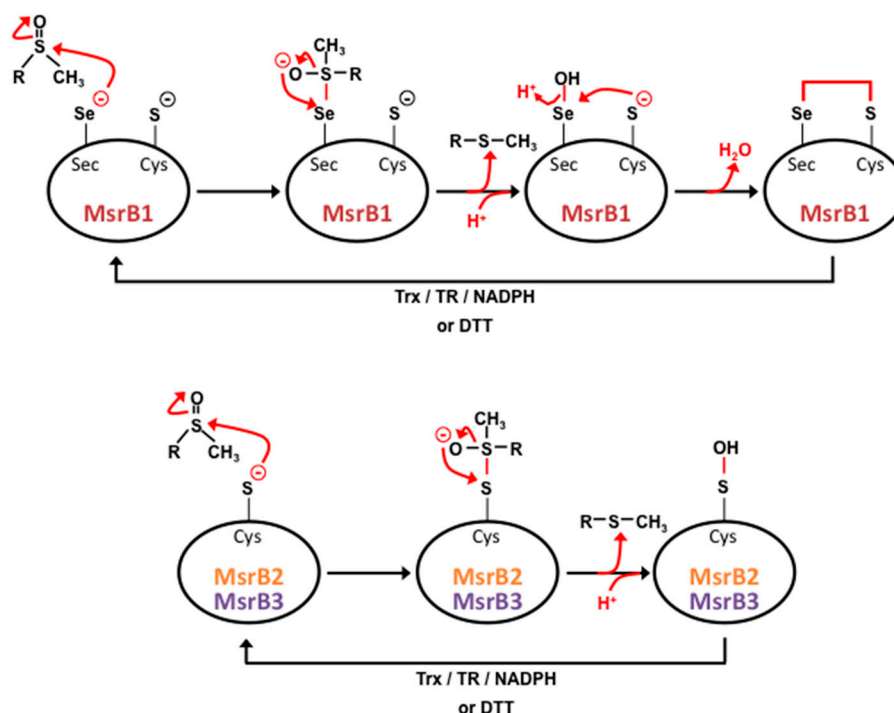 O
S
R
CH₃
Se
⊖
S
⊖
Sec
Cys
MsrB1
CH₃
⊖
O–S–R
Se
S
⊖
Sec
Cys
MsrB1
R–S–CH₃
H⁺
OH
H⁺
Se
S
⊖
Sec
Cys
MsrB1
H₂O
Se
S
Sec
Cys
MsrB1
Trx / TR / NADPH
or DTT
O
S
R
CH₃
S
⊖
Cys
MsrB2
MsrB3
CH₃
⊖
O–S–R
S
Cys
MsrB2
MsrB3
R–S–CH₃
H⁺
OH
S
Cys
MsrB2
MsrB3
Trx / TR / NADPH
or DTT